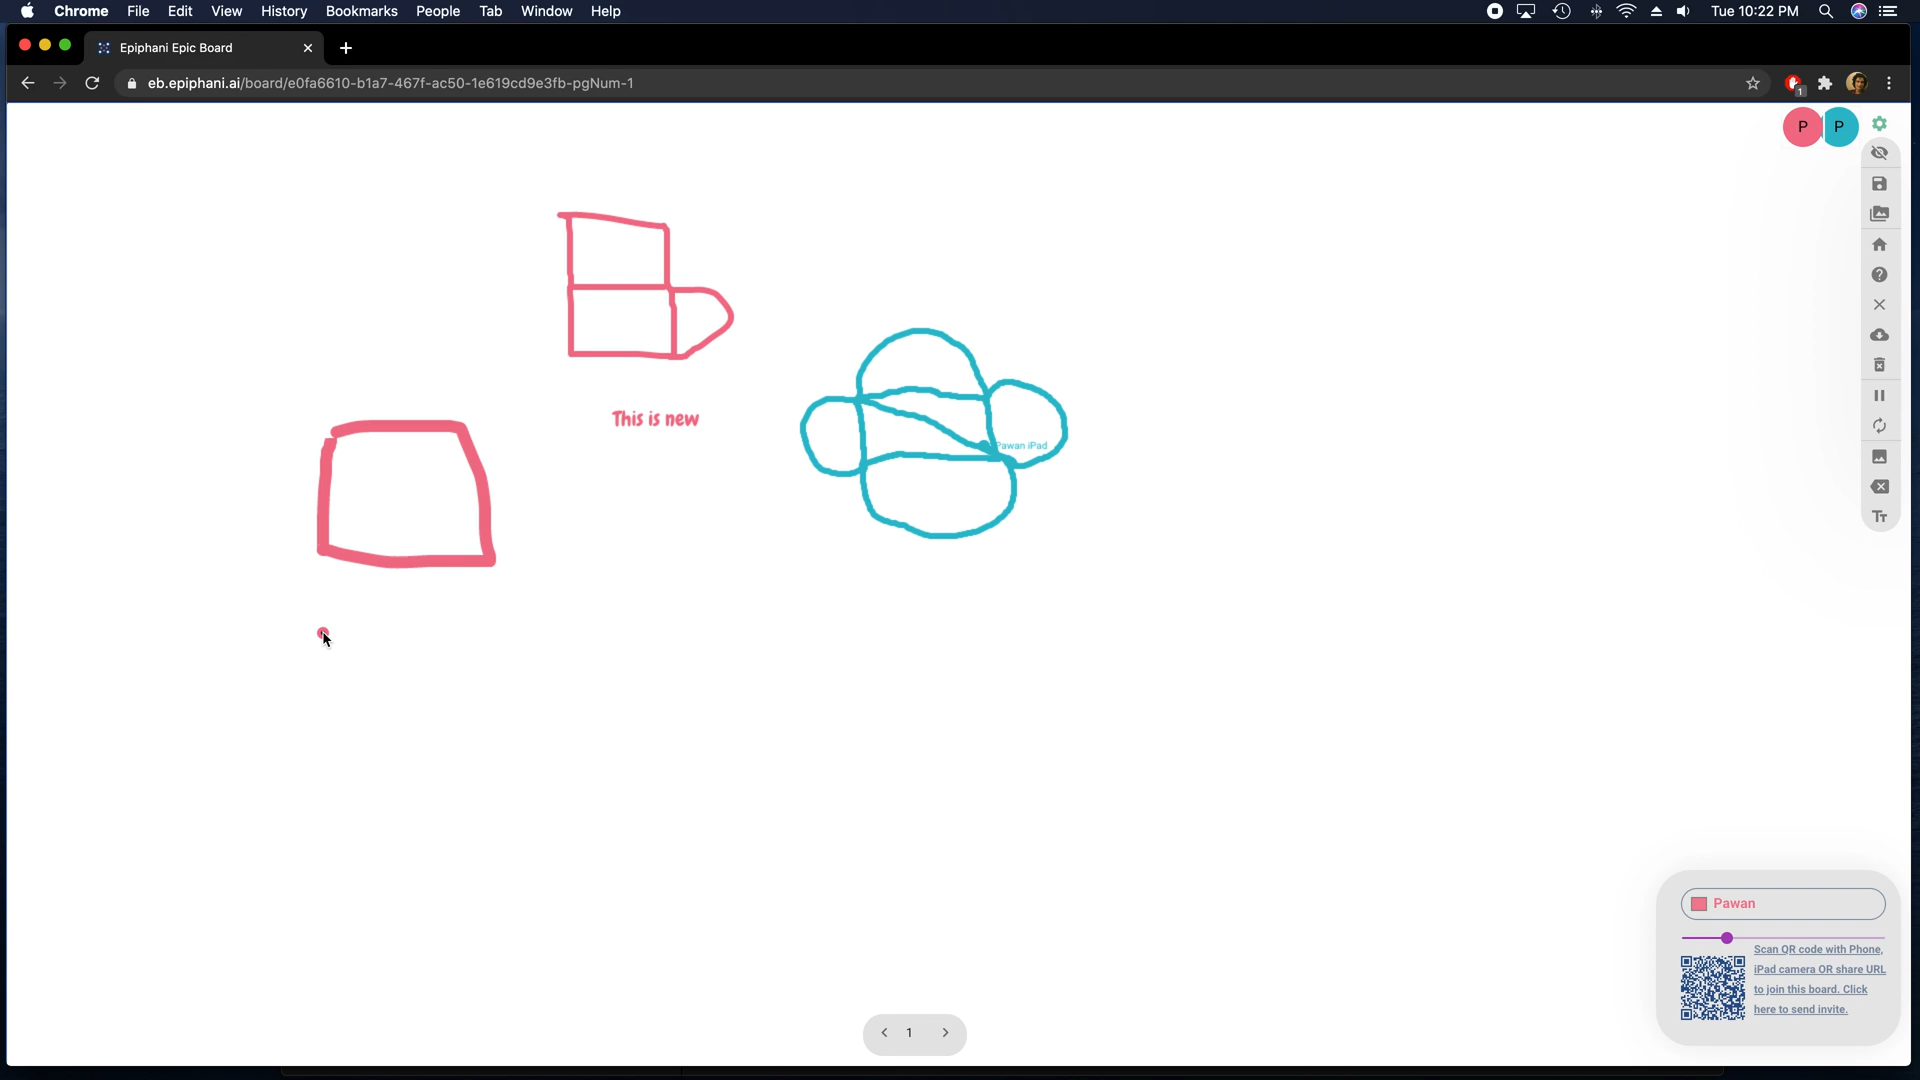 Chrome File Edit View History Bookmarks People Tab Window Help Tue 10:22 PM
Epiphani Epic Board
eb.epiphani.ai/board/e0fa6610-b1a7-467f-ac50-1e619cd9e3fb-pgNum-1
1
P P
This is new
Pawan iPad
Tт
Pawan
Scan QR code with Phone,
iPad camera OR share URL
to join this board. Click
here to send invite.
1